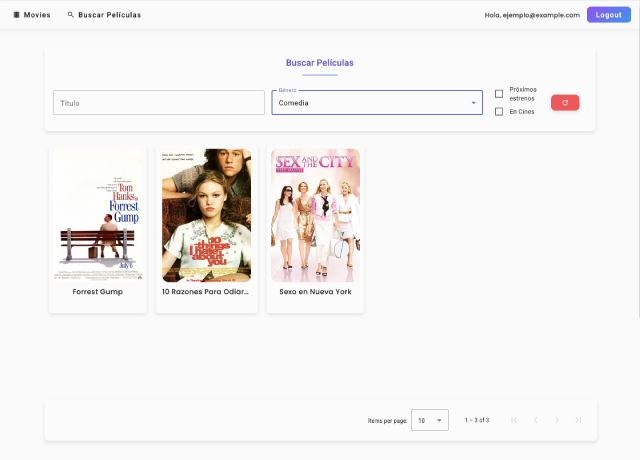 Movies
Buscar Películas
Hola, ejemplo@example.com
Logout
Buscar Películas
Título
Género
Comedia
Próximos
estrenos
En Cines
Tom
Hanks is
Forrest
Gump
July 6
10
things
i hate
about
you
SEX AND THE CITY
Forrest Gump
10 Razones Para Odiar...
Sexo en Nueva York
Items per page:
10
1 – 3 of 3